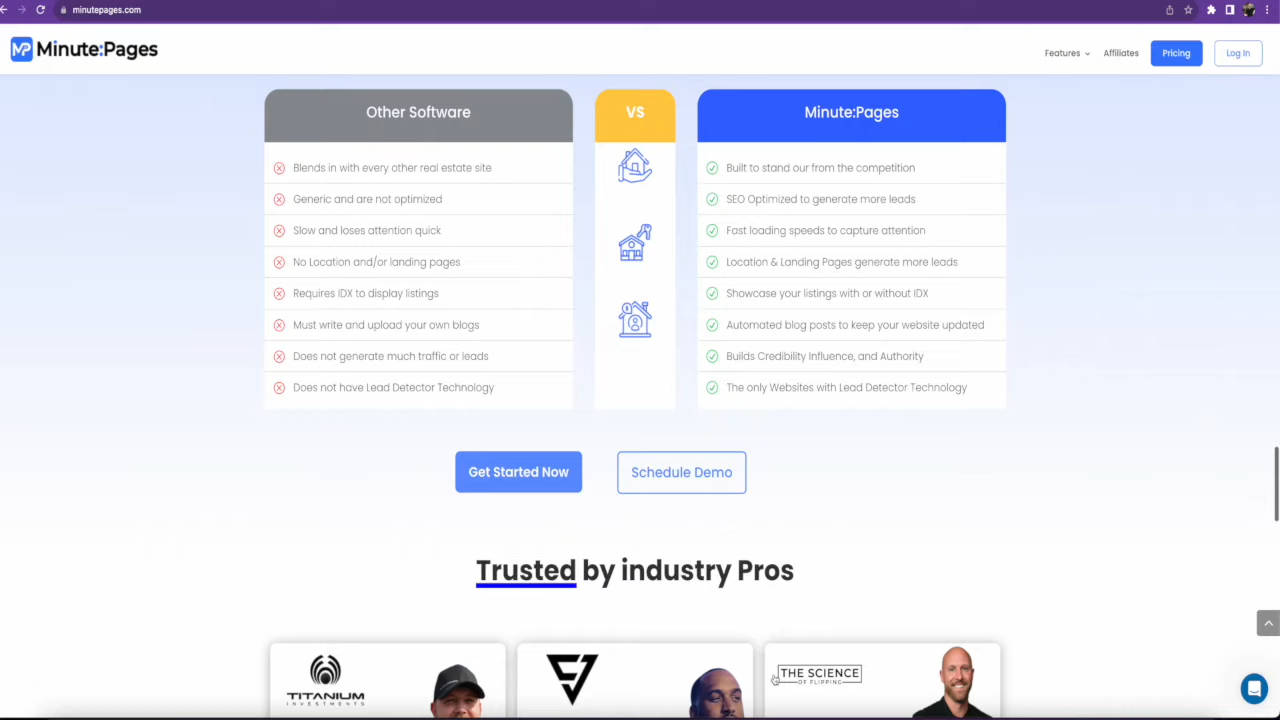 minutepages.com
MP Minute:Pages
Features
Affiliates
Pricing
Log In
Other Software
VS
Minute:Pages
Blends in with every other real estate site
Built to stand our from the competition
Generic and are not optimized
SEO Optimized to generate more leads
Slow and loses attention quick
Fast loading speeds to capture attention
No Location and/or landing pages
Location & Landing Pages generate more leads
Requires IDX to display listings
Showcase your listings with or without IDX
Must write and upload your own blogs
Automated blog posts to keep your website updated
Does not generate much traffic or leads
Builds Credibility Influence, and Authority
Does not have Lead Detector Technology
The only Websites with Lead Detector Technology
Get Started Now
Schedule Demo
Trusted by industry Pros
TITANIUM
INVESTMENTS
THE SCIENCE
OF FLIPPING